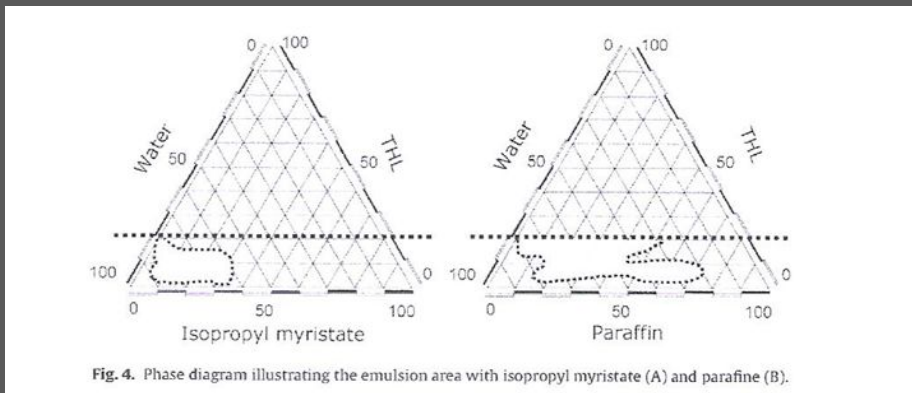 0 100
0 100
Water
THL
Water
THL
50
50
50
50
100
0
100
0
0
50
100
0
50
100
Isopropyl myristate
Paraffin
Fig. 4. Phase diagram illustrating the emulsion area with isopropyl myristate (A) and parafine (B).